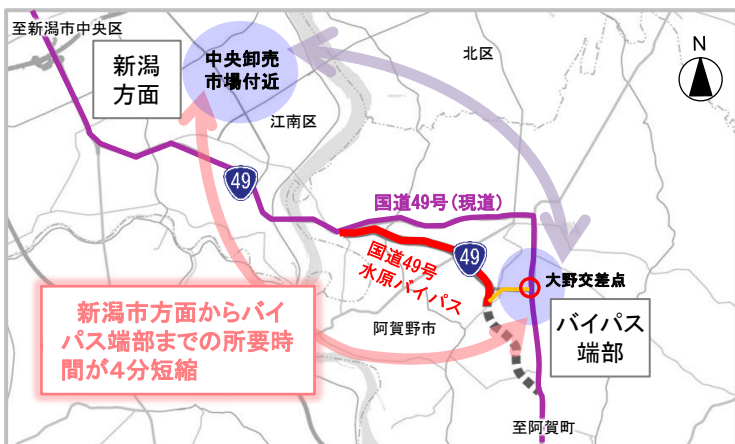 至新潟市中央区
新潟
方面
中央卸売
市場付近
北区
N
江南区
49
国道49号(現道)
国道49号
水原バイパス
49
大野交差点
新潟市方面からバイ
パス端部までの所要時
間が4分短縮
阿賀野市
バイパス
端部
至阿賀町